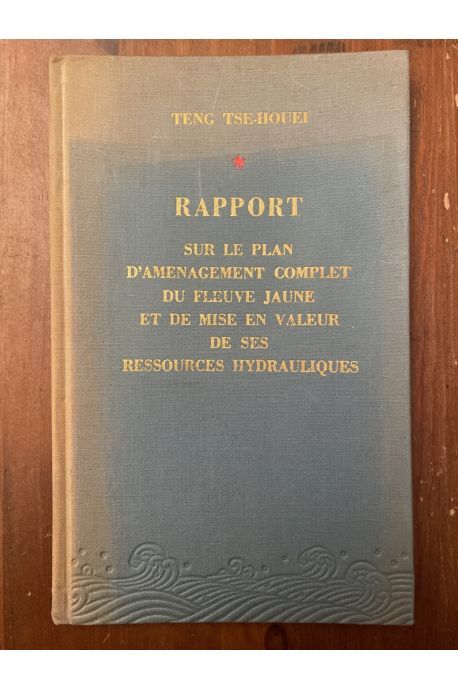 TENG TSE-HOUEI
RAPPORT
SUR LE PLAN
D'AMENAGEMENT COMPLET
DU FLEUVE JAUNE
ET DE MISE EN VALEUR
DE SES
RESSOURCES HYDRAULIQUES